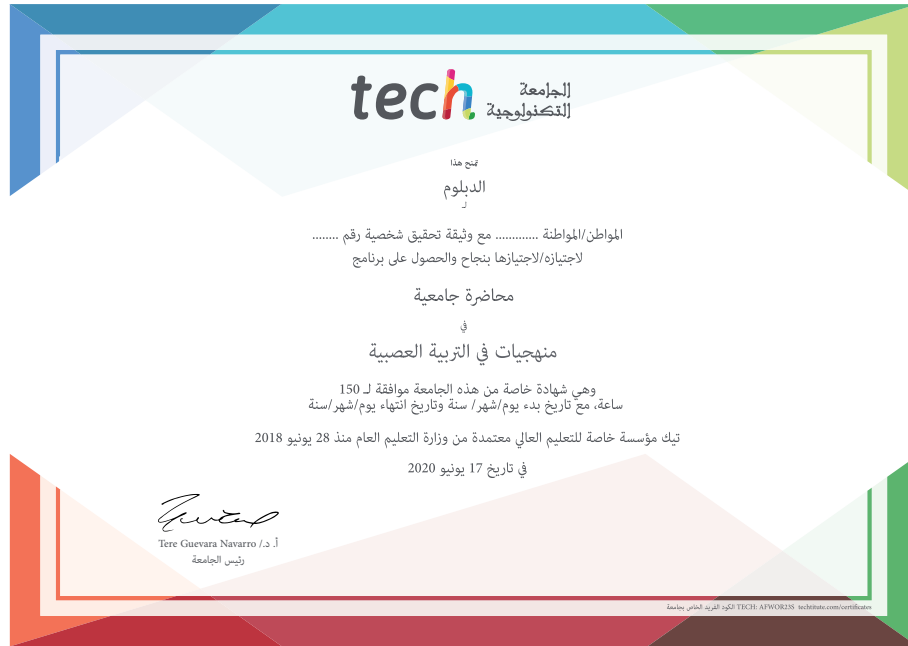 tech الجامعة
التكنولوجية
تمنح هذا
الدبلوم
لـ
المواطن/المواطنة ............. مع وثيقة تحقيق شخصية رقم ........
لاجتيازه/لاجتيازها بنجاح والحصول على برنامج
محاضرة جامعية
في
منهجيات في التربية العصبية
وهي شهادة خاصة من هذه الجامعة موافقة لـ 150
ساعة، مع تاريخ بدء يوم/شهر/ سنة وتاريخ انتهاء يوم/شهر/سنة
تيك مؤسسة خاصة للتعليم العالي معتمدة من وزارة التعليم العام منذ 28 يونيو 2018
في تاريخ 17 يونيو 2020
أ. د./ Tere Guevara Navarro
رئيس الجامعة
الكود الفريد الخاص بجامعة TECH: AFWOR23S techtitute.com/certificates